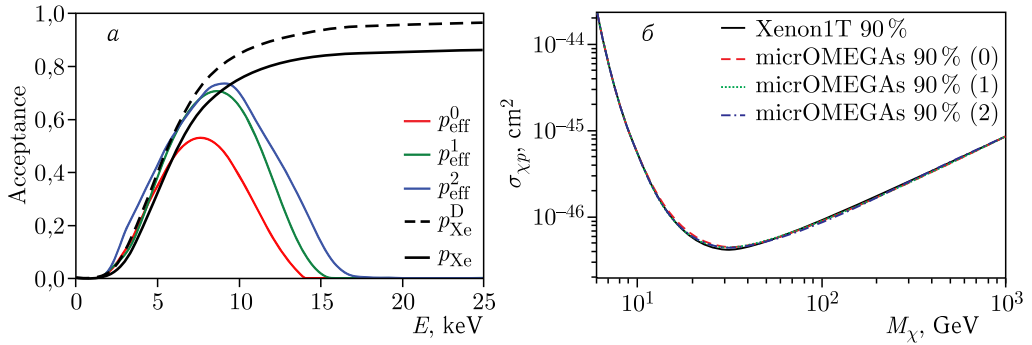 1,0
0,8
0,6
0,4
0,2
0,0
Acceptance
а
p⁰eff
p¹eff
p²eff
pᴰXe
pXe
0 5 10 15 20 25
E, keV
10⁻⁴⁴
10⁻⁴⁵
10⁻⁴⁶
σχp, cm²
б
Xenon1T 90 %
micrOMEGAs 90 % (0)
micrOMEGAs 90 % (1)
micrOMEGAs 90 % (2)
10¹ 10² 10³
Mχ, GeV